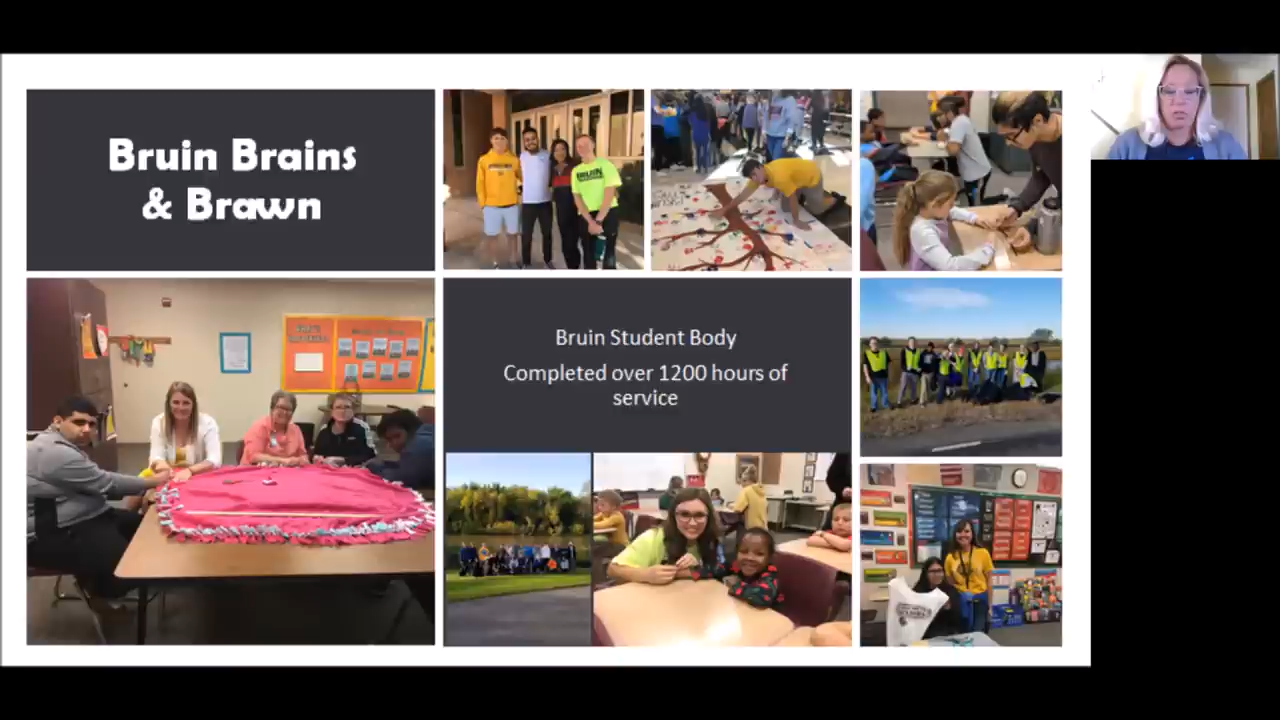 Bruin Brains
& Brawn
Bruin Student Body
Completed over 1200 hours of
service